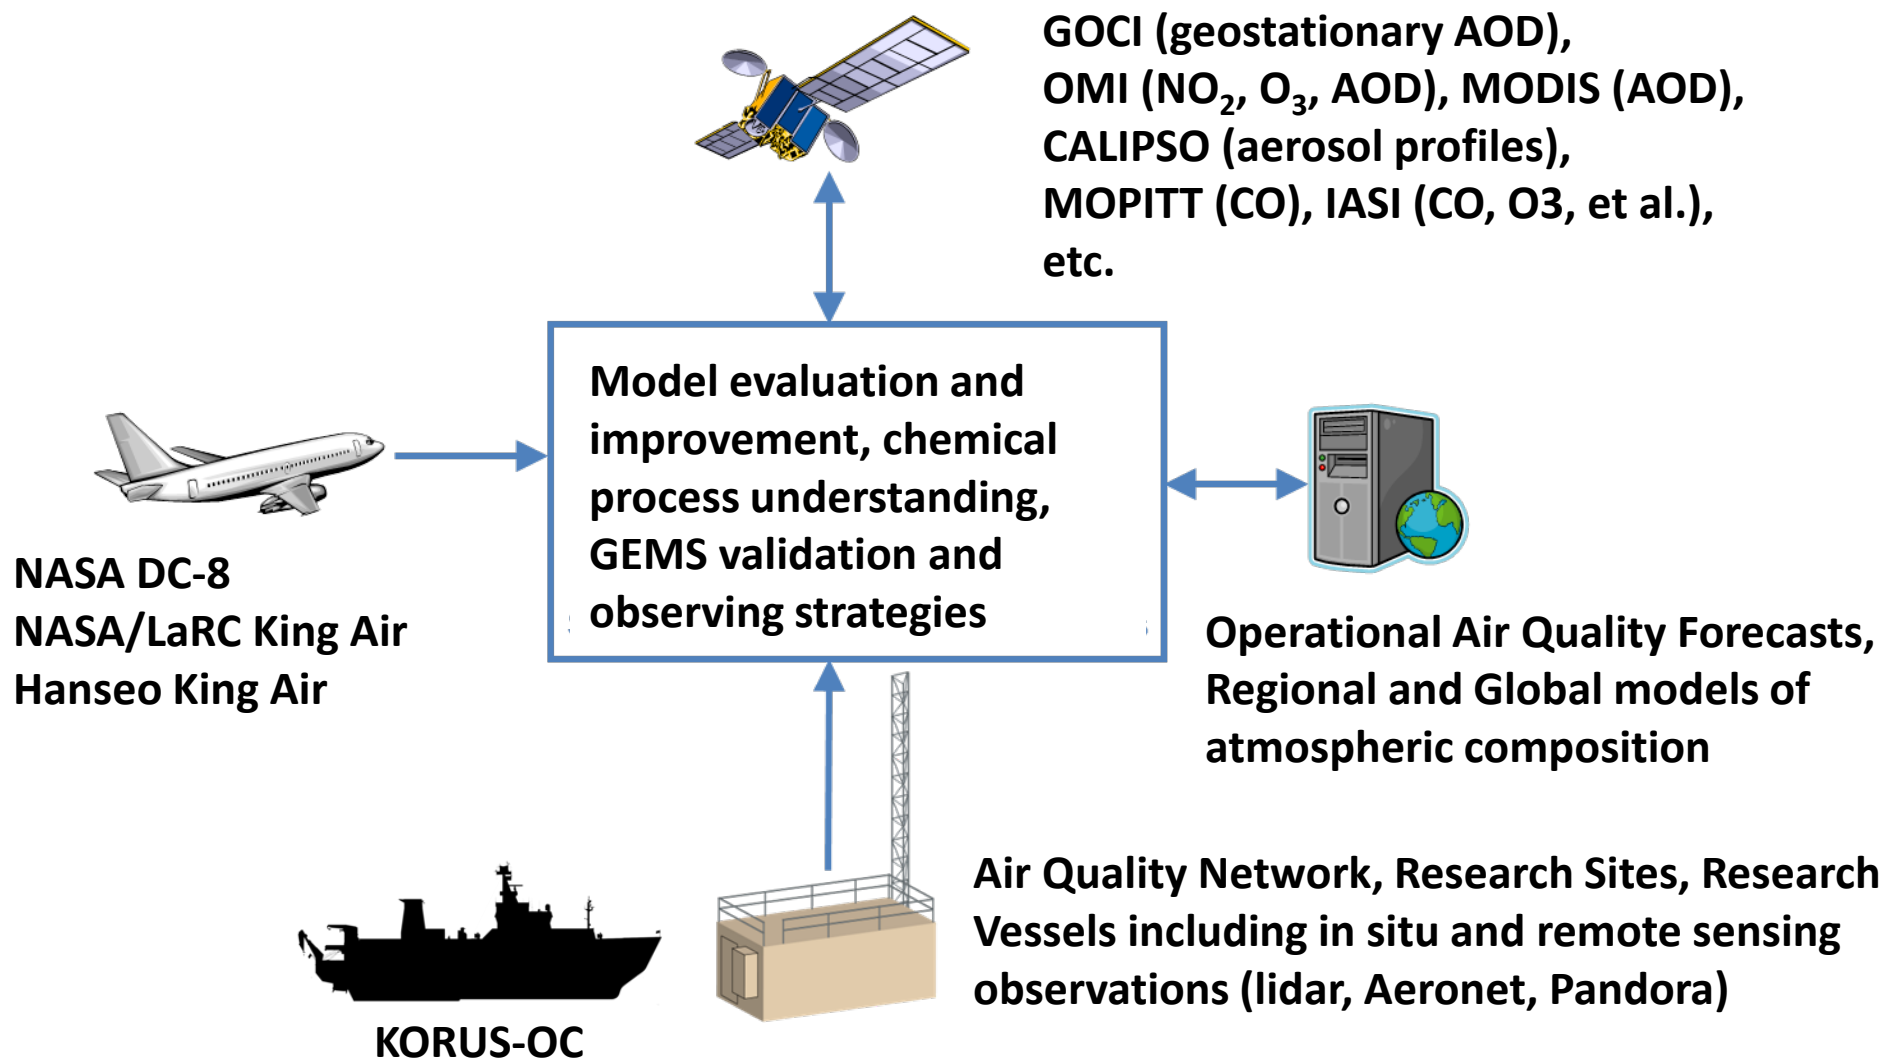 GOCI (geostationary AOD),
OMI (NO₂, O₃, AOD), MODIS (AOD),
CALIPSO (aerosol profiles),
MOPITT (CO), IASI (CO, O3, et al.),
etc.
Model evaluation and
improvement, chemical
process understanding,
GEMS validation and
observing strategies
NASA DC-8
NASA/LaRC King Air
Hanseo King Air
Operational Air Quality Forecasts,
Regional and Global models of
atmospheric composition
Air Quality Network, Research Sites, Research
Vessels including in situ and remote sensing
observations (lidar, Aeronet, Pandora)
KORUS-OC